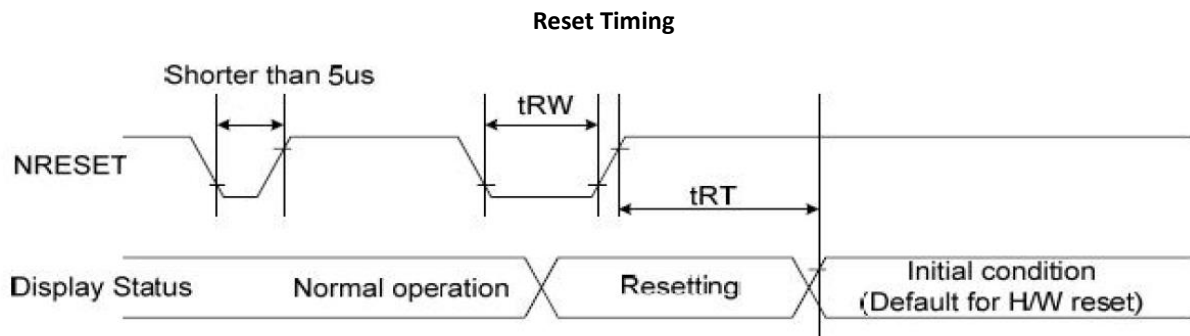 Reset Timing
Shorter than 5us
tRW
NRESET
tRT
Display Status
Normal operation
Resetting
Initial condition
(Default for H/W reset)